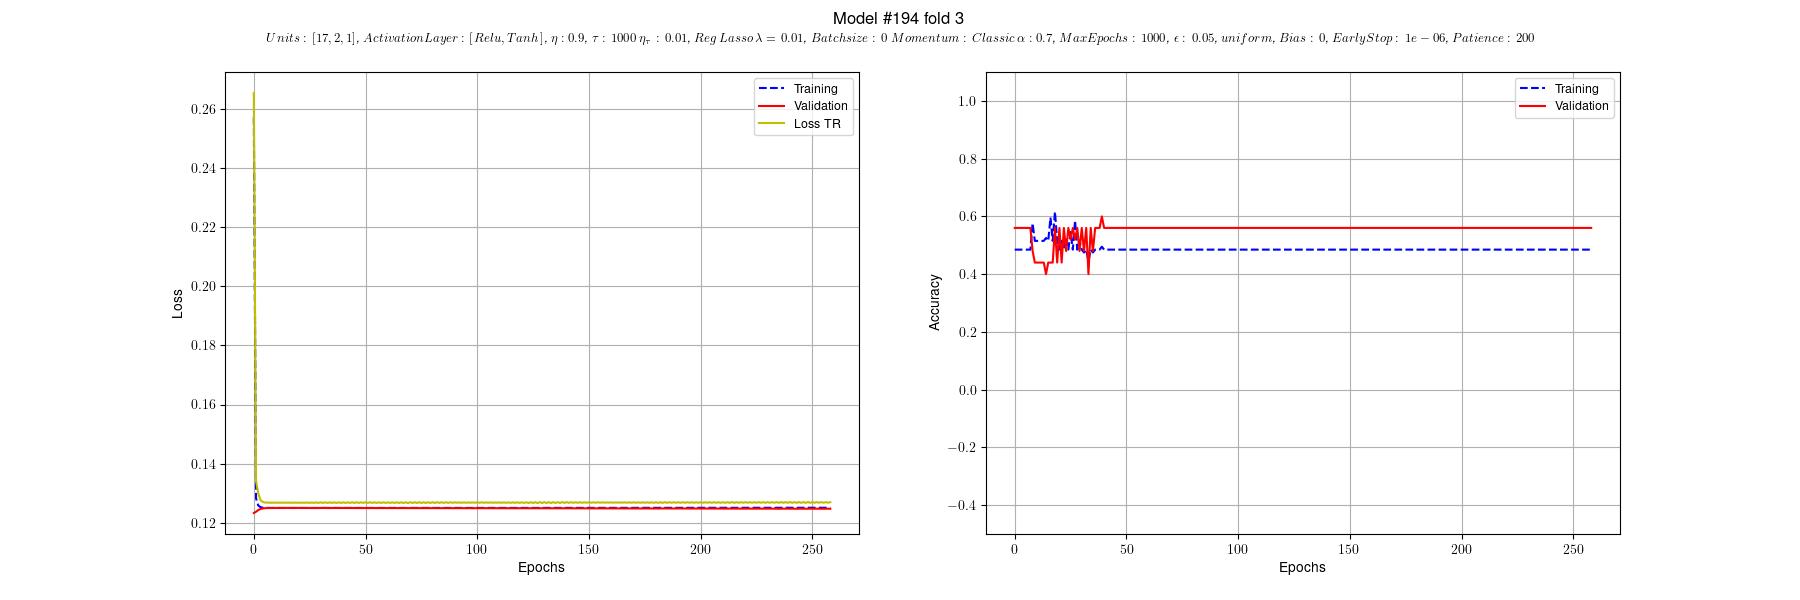 Model #194 fold 3
Units : [17, 2, 1], ActivationLayer : [Relu, Tanh], η : 0.9, τ : 1000 ητ : 0.01, Reg Lasso λ = 0.01, Batchsize : 0 Momentum : Classic α : 0.7, MaxEpochs : 1000, ϵ : 0.05, uniform, Bias : 0, EarlyStop : 1e − 06, Patience : 200
Loss
0.26
0.24
0.22
0.20
0.18
0.16
0.14
0.12
0 50 100 150 200 250
Epochs
Training
Validation
Loss TR
Accuracy
1.0
0.8
0.6
0.4
0.2
0.0
−0.2
−0.4
0 50 100 150 200 250
Epochs
Training
Validation